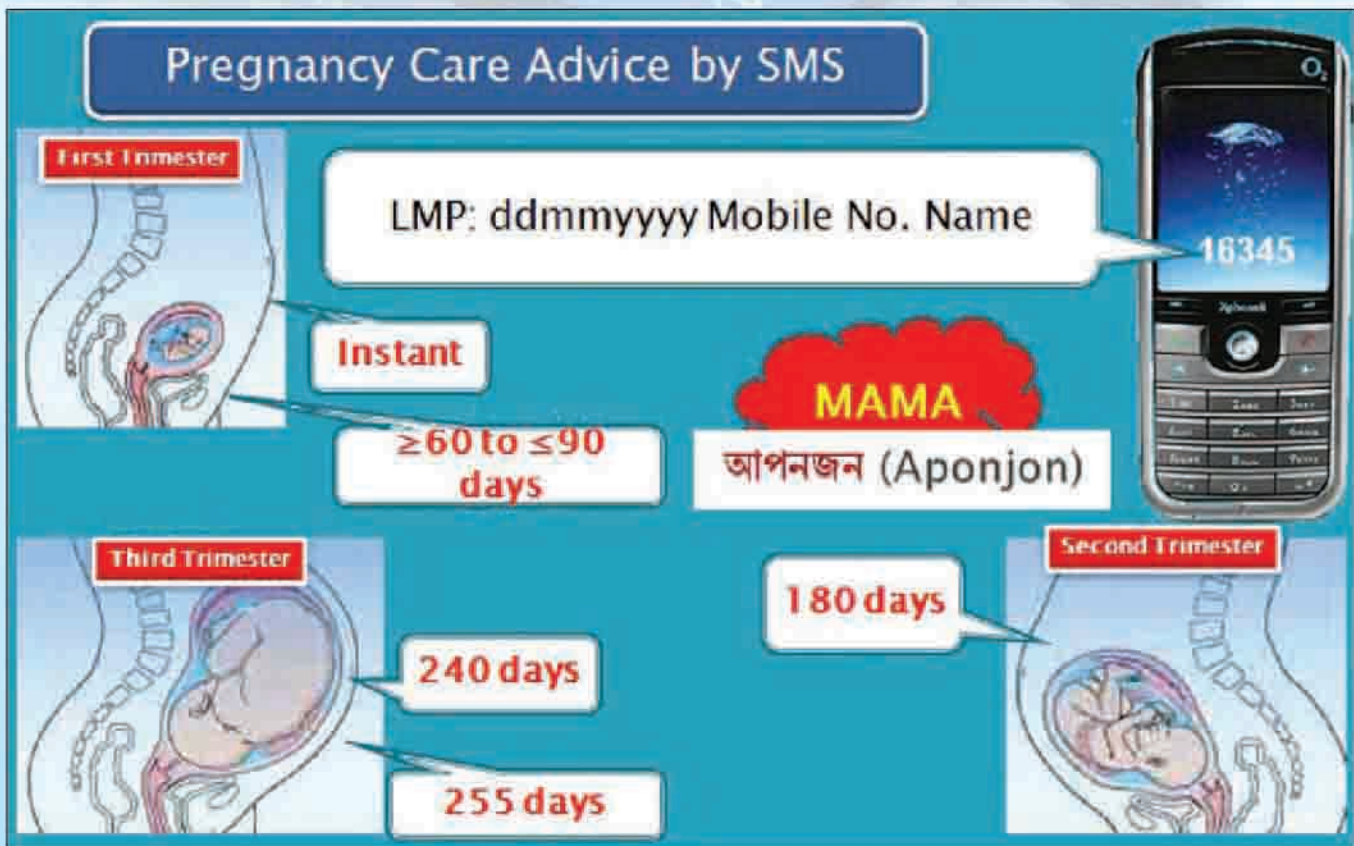 Pregnancy Care Advice by SMS
O₂
First Trimester
LMP: ddmmyyyy Mobile No. Name
16345
Instant
≥60 to ≤90
days
MAMA
আপনজন (Aponjon)
Third Trimester
Second Trimester
180 days
240 days
255 days